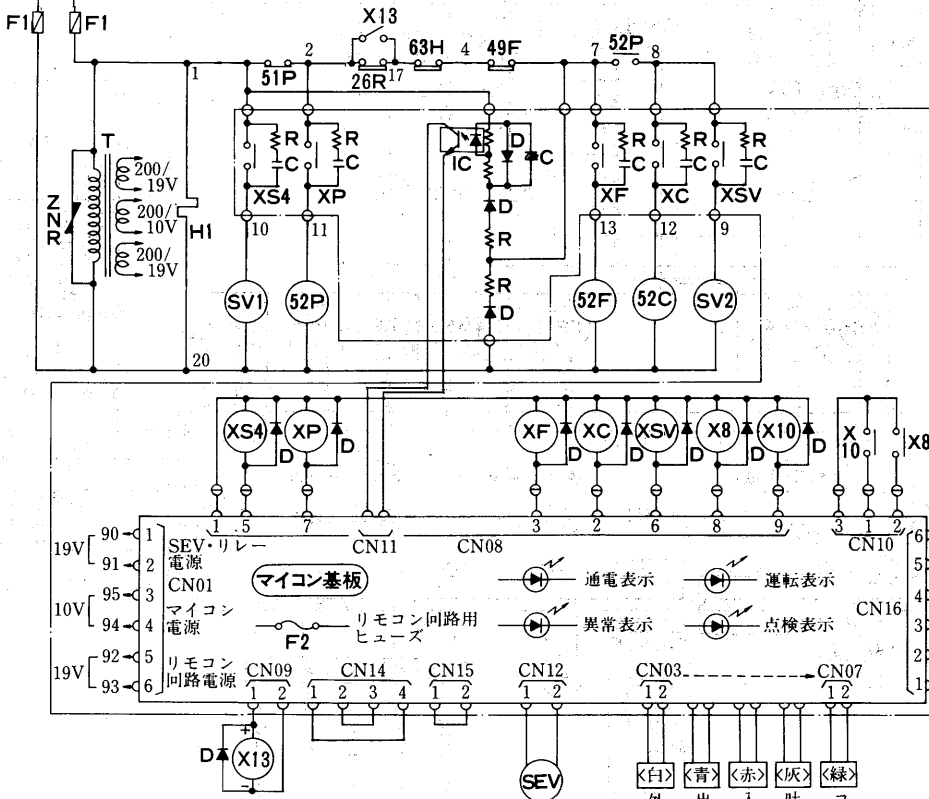 F1 F1
X13
1 51P 2 26R 17 63H 4 49F 7 52P 8
T
200/
19V
200/
10V
200/
19V
ZNR
H1
R R R D C R R R
C C IC C C C
XS4 XP D XF XC XSV
10 11 R 13 12 9
SV1 52P R 52F 52C SV2
D
20
XS4 D XP D XF D XC D XSV D X8 D X10 D X10 X8
1 5 7 3 2 6 8 9 3 1 2
CN11 CN08 CN10
19V 90 1 SEV・リレー
91 2 電源
CN01
10V 95 3 マイコン
94 4 電源
19V 92 5 リモコン
93 6 回路電源
マイコン基板
F2 リモコン回路用
ヒューズ
通電表示 運転表示
異常表示 点検表示
CN16
6
5
4
3
2
1
CN09 CN14 CN15 CN12 CN03 CN07
1 2 1 2 3 4 1 2 1 2 1 2 1 2
D X13 + -
SEV
<白> <青> <赤> <灰> <緑>